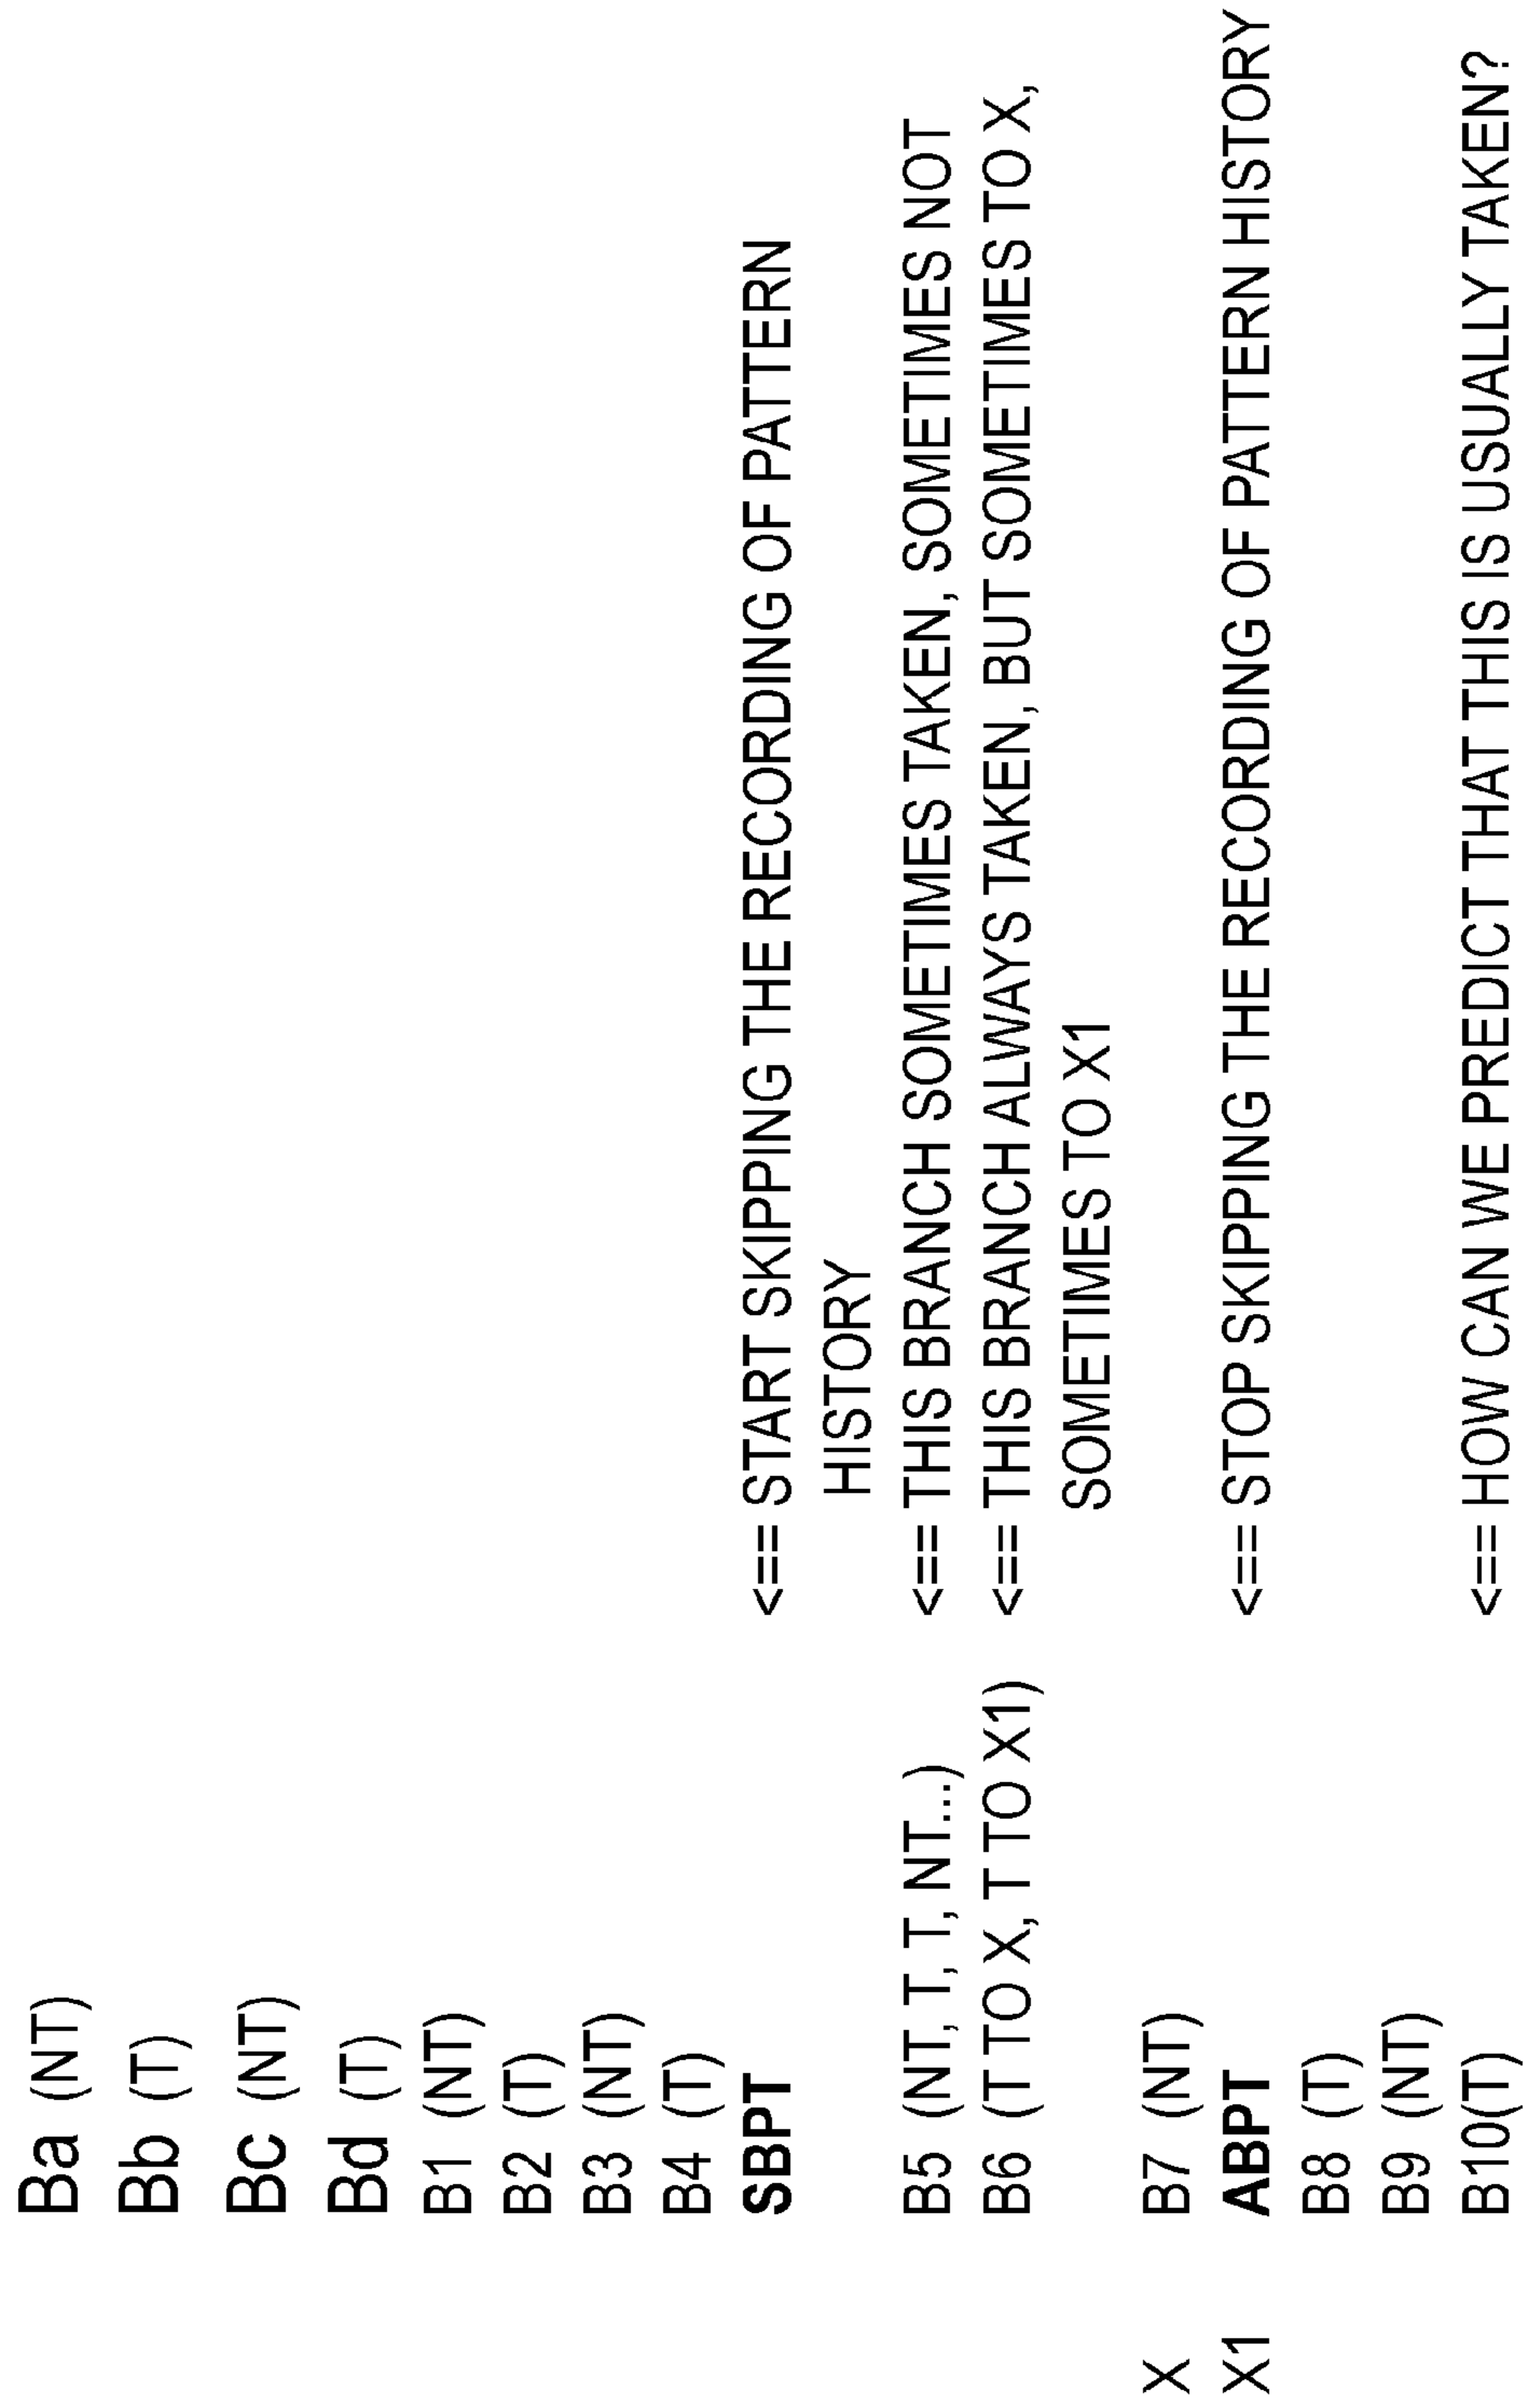 Ba (NT)
Bb (T)
Bc (NT)
Bd (T)
B1 (NT)
B2 (T)
B3 (NT)
B4 (T)
SBPT <== START SKIPPING THE RECORDING OF PATTERN
HISTORY
B5 (NT, T, T, NT...) <== THIS BRANCH SOMETIMES TAKEN, SOMETIMES NOT
B6 (T TO X, T TO X1) <== THIS BRANCH ALWAYS TAKEN, BUT SOMETIMES TO X,
SOMETIMES TO X1
X B7 (NT)
X1 ABPT <== STOP SKIPPING THE RECORDING OF PATTERN HISTORY
B8 (T)
B9 (NT)
B10(T) <== HOW CAN WE PREDICT THAT THIS IS USUALLY TAKEN?